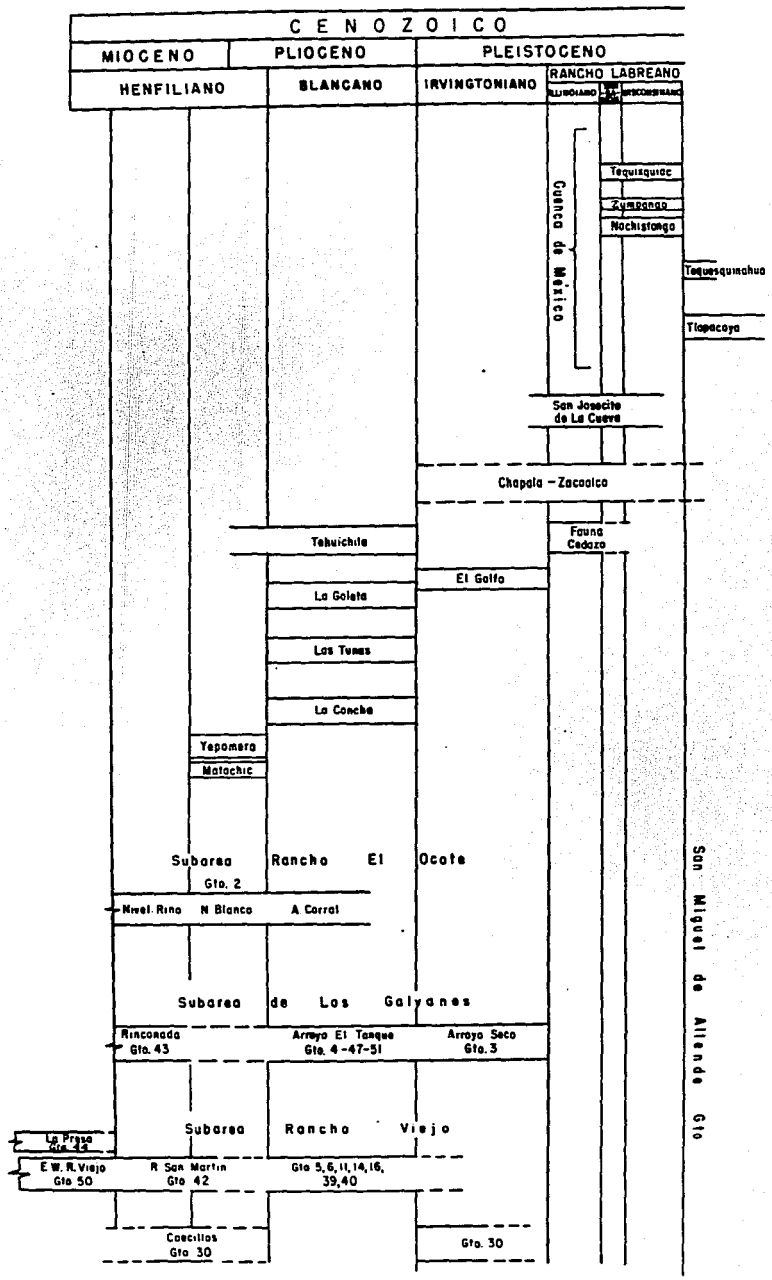 CENOZOICO
MIOCENO PLIOCENO PLEISTOCENO
HENFILIANO BLANCANO IRVINGTONIANO RANCHO LABREANO
ILLINOIANO WISCONSINANO
Cuenca de Mexico
Tequixquiac
Zumpango
Nochistongo
Tequesquinahua
Tlapacoya
San Josecito
de La Cueva
Chapala - Zacoalco
Tehuichila
Fauna
Cedazo
El Golfo
La Goleta
Las Tunas
La Concha
Yepomera
Matachic
Subarea Rancho El Ocote
Gto. 2
Nivel. Rino N Blanco A. Corral
San Miguel de Allende Gto
Subarea de Los Galvanes
Rinconada
Gto. 43
Arroyo El Tanque
Gto. 4-47-51
Arroyo Seco
Gto. 3
Subarea Rancho Viejo
La Presa
Gto. 44
E W. R. Viejo
Gto 50
R San Martin
Gto 42
Gto 5, 6, 11, 14, 16,
39, 40
Coecillos
Gto 30
Gto. 30